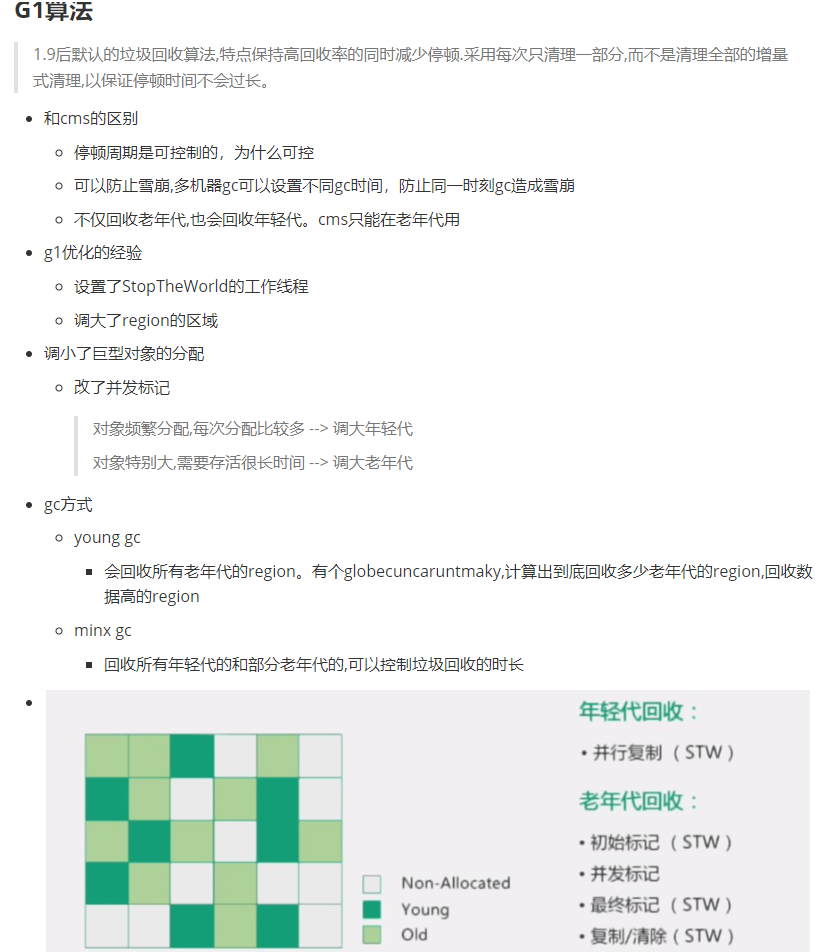 G1算法
1.9后默认的垃圾回收算法,特点保持高回收率的同时减少停顿.采用每次只清理一部分,而不是清理全部的增量
式清理,以保证停顿时间不会过长。
和cms的区别
停顿周期是可控制的，为什么可控
可以防止雪崩,多机器gc可以设置不同gc时间，防止同一时刻gc造成雪崩
不仅回收老年代,也会回收年轻代。cms只能在老年代用
g1优化的经验
设置了StopTheWorld的工作线程
调大了region的区域
调小了巨型对象的分配
改了并发标记
对象频繁分配,每次分配比较多 --> 调大年轻代
对象特别大,需要存活很长时间 --> 调大老年代
gc方式
young gc
会回收所有老年代的region。有个globecuncaruntmaky,计算出到底回收多少老年代的region,回收数
据高的region
minx gc
回收所有年轻代的和部分老年代的,可以控制垃圾回收的时长
年轻代回收：
• 并行复制（STW）
老年代回收：
• 初始标记（STW）
• 并发标记
• 最终标记（STW）
• 复制/清除（STW）
Non-Allocated
Young
Old